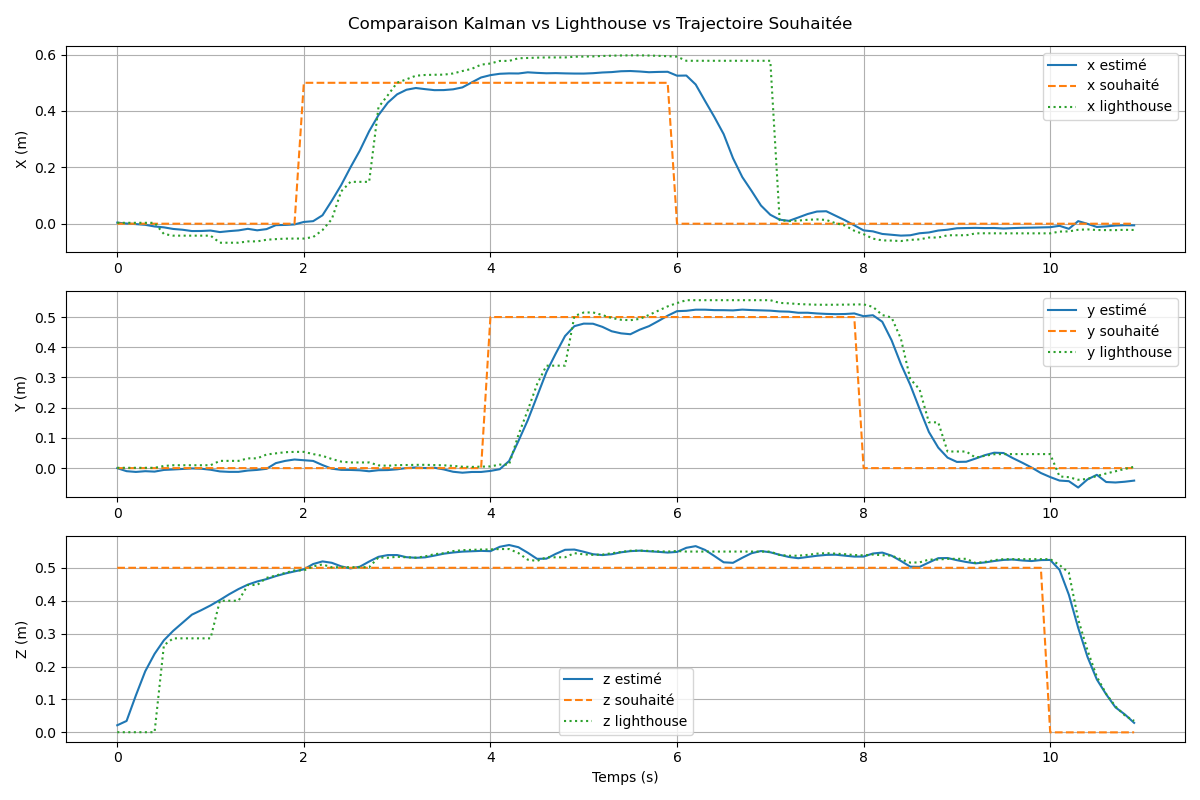 Comparaison Kalman vs Lighthouse vs Trajectoire Souhaitée
X (m)
0.6
0.4
0.2
0.0
x estimé
x souhaité
x lighthouse
0 2 4 6 8 10
Y (m)
0.5
0.4
0.3
0.2
0.1
0.0
y estimé
y souhaité
y lighthouse
0 2 4 6 8 10
Z (m)
0.5
0.4
0.3
0.2
0.1
0.0
z estimé
z souhaité
z lighthouse
0 2 4 6 8 10
Temps (s)